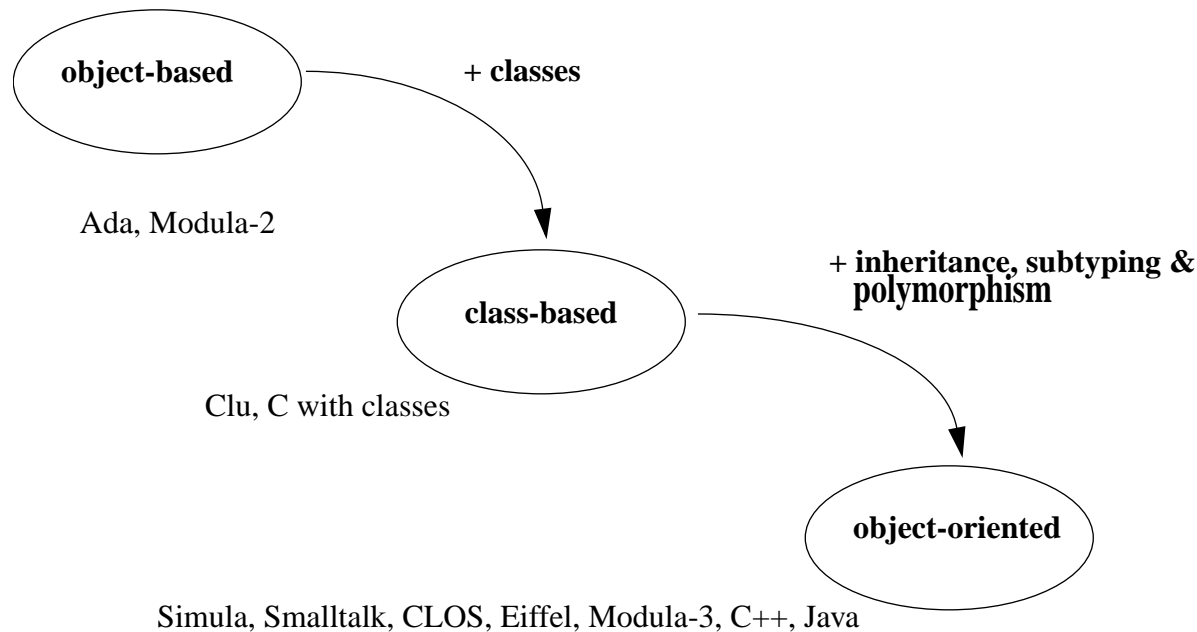 object-based
+ classes
Ada, Modula-2
+ inheritance, subtyping &
polymorphism
class-based
Clu, C with classes
object-oriented
Simula, Smalltalk, CLOS, Eiffel, Modula-3, C++, Java